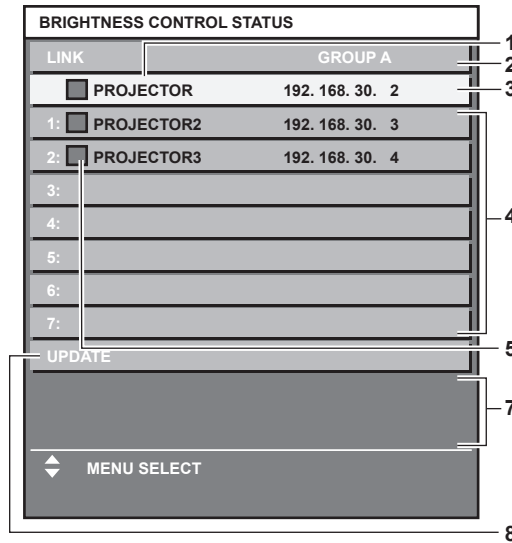 BRIGHTNESS CONTROL STATUS
1
LINK GROUP A
2
PROJECTOR 192. 168. 30. 2
3
1: PROJECTOR2 192. 168. 30. 3
2: PROJECTOR3 192. 168. 30. 4
3:
4:
4
5:
6:
7:
UPDATE
5
7
MENU SELECT
8